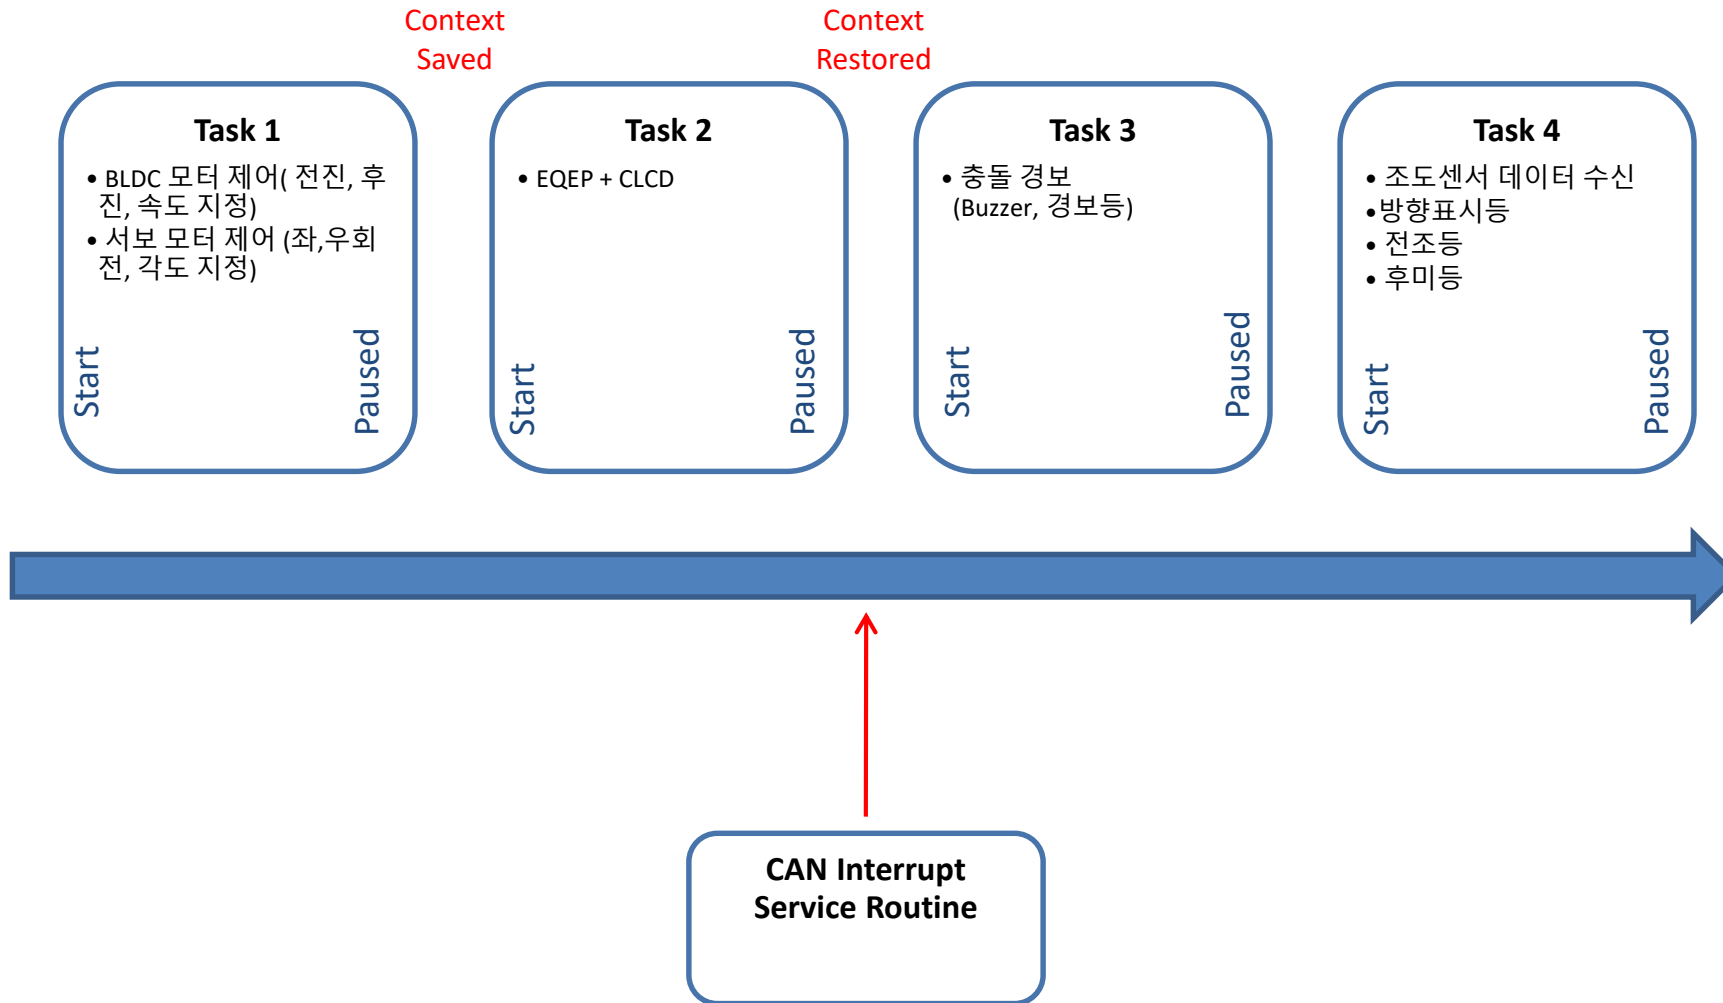 Context
Saved
Context
Restored
Task 1
• BLDC 모터 제어( 전진, 후
진, 속도 지정)
• 서보 모터 제어 (좌,우회
전, 각도 지정)
Start
Paused
Task 2
• EQEP + CLCD
Start
Paused
Task 3
• 충돌 경보
(Buzzer, 경보등)
Start
Paused
Task 4
• 조도센서 데이터 수신
•방향표시등
• 전조등
• 후미등
Start
Paused
CAN Interrupt
Service Routine